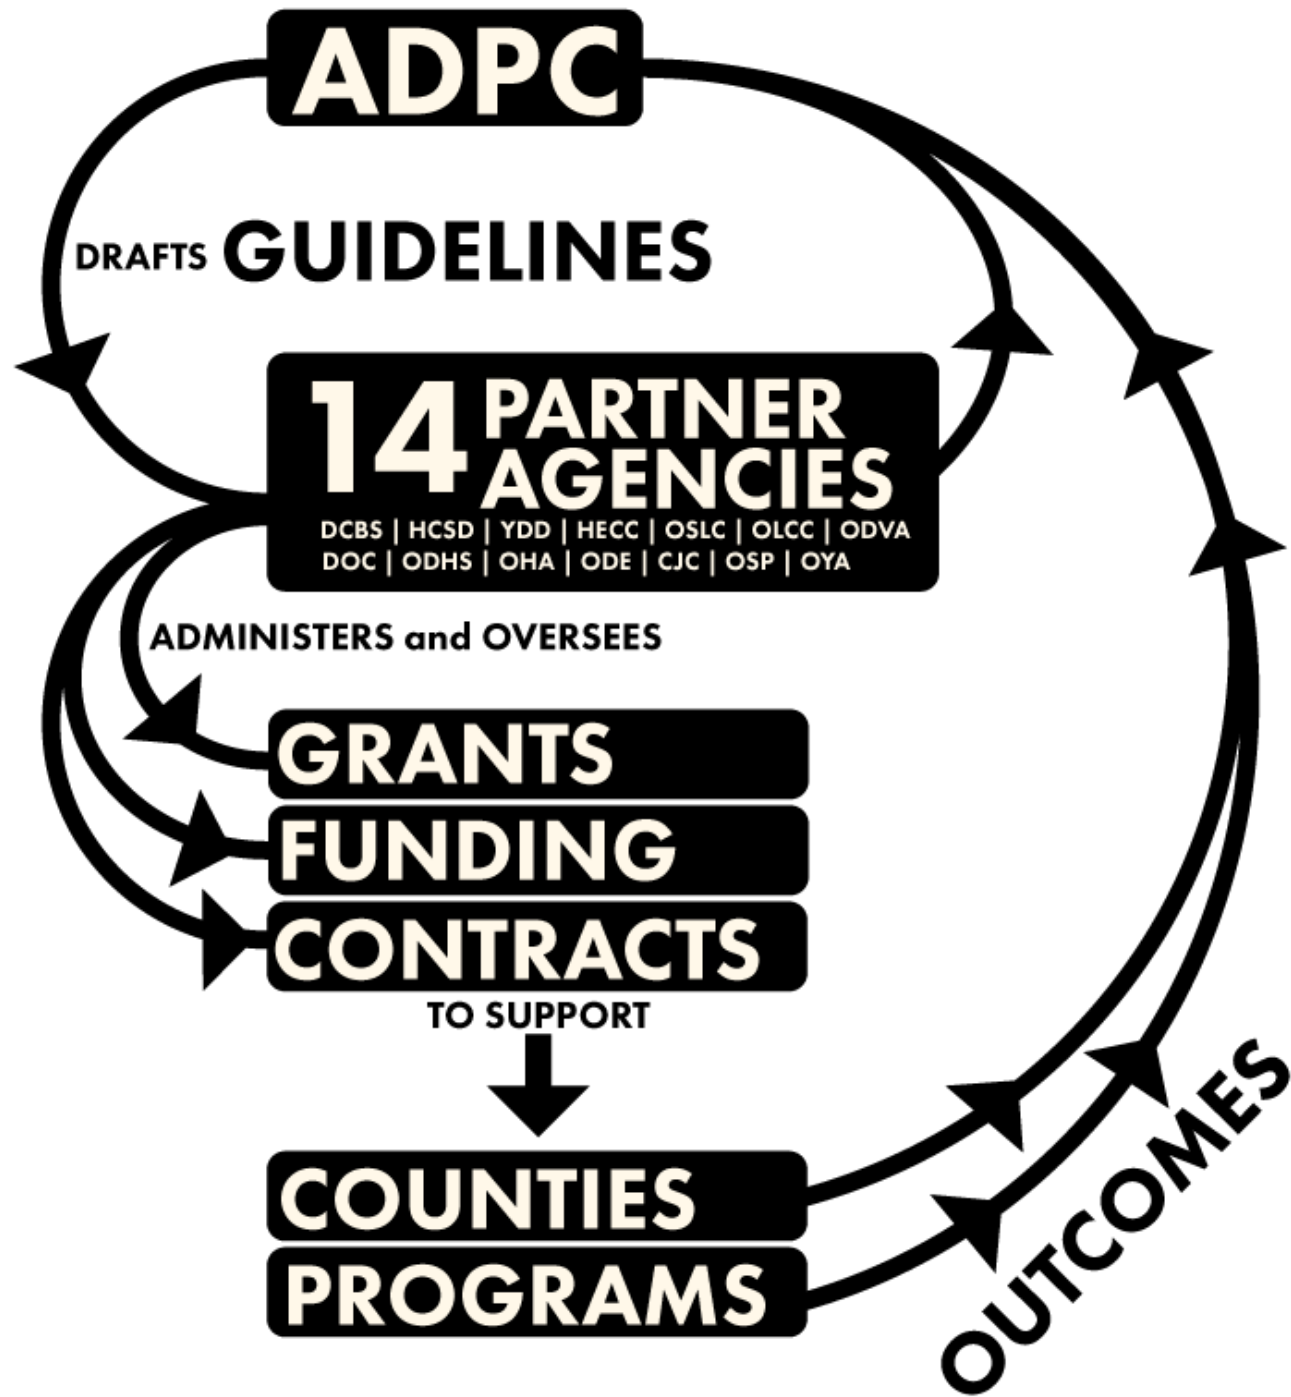 ADPC
DRAFTS GUIDELINES
14 PARTNER
AGENCIES
DCBS | HCSD | YDD | HECC | OSLC | OLCC | ODVA
DOC | ODHS | OHA | ODE | CJC | OSP | OYA
ADMINISTERS and OVERSEES
GRANTS
FUNDING
CONTRACTS
TO SUPPORT
COUNTIES
PROGRAMS
OUTCOMES